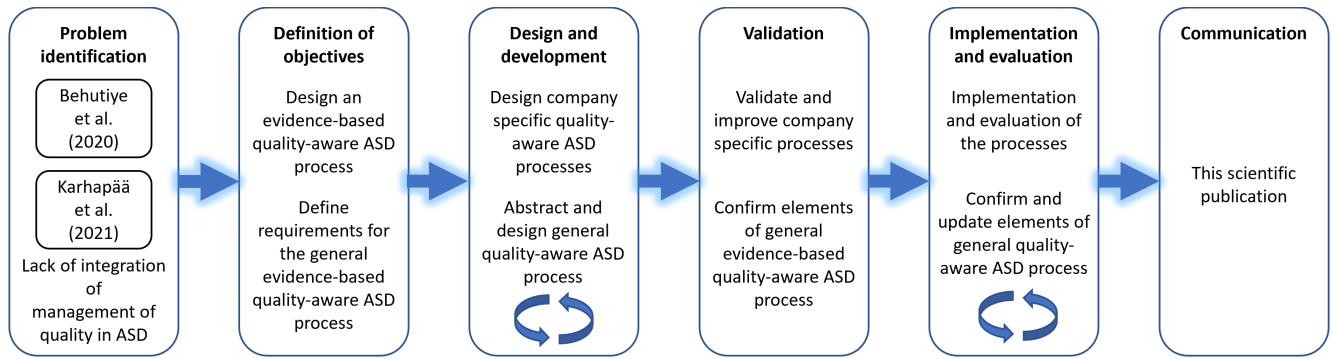 Problem
identification
Behutiye
et al.
(2020)
Karhapää
et al.
(2021)
Lack of integration
of
management of
quality in ASD
Definition of
objectives
Design an
evidence-based
quality-aware ASD
process
Define
requirements for
the general
evidence-based
quality-aware ASD
process
Design and
development
Design company
specific quality-
aware ASD
processes
Abstract and
design general
quality-aware ASD
process
Validation
Validate and
improve company
specific processes
Confirm elements
of general
evidence-based
quality-aware ASD
process
Implementation
and evaluation
Implementation
and evaluation of
the processes
Confirm and
update elements of
general quality-
aware ASD process
Communication
This scientific
publication